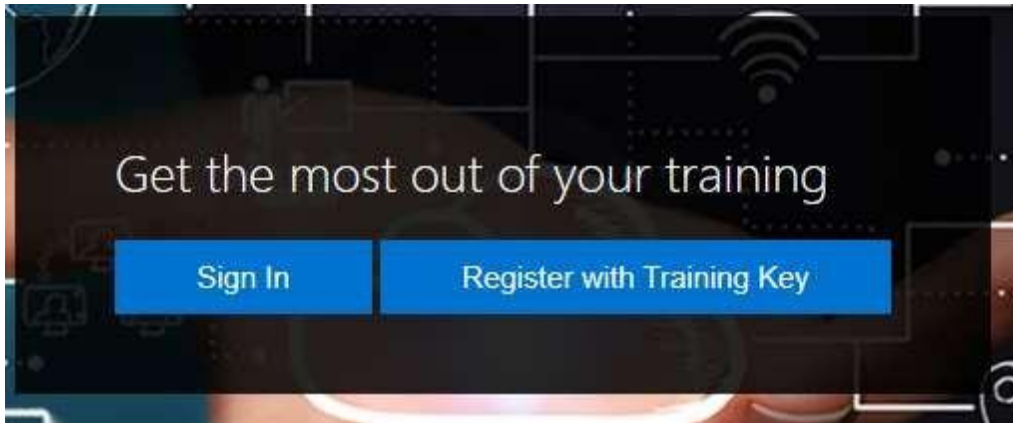 Get the most out of your training
Sign In
Register with Training Key